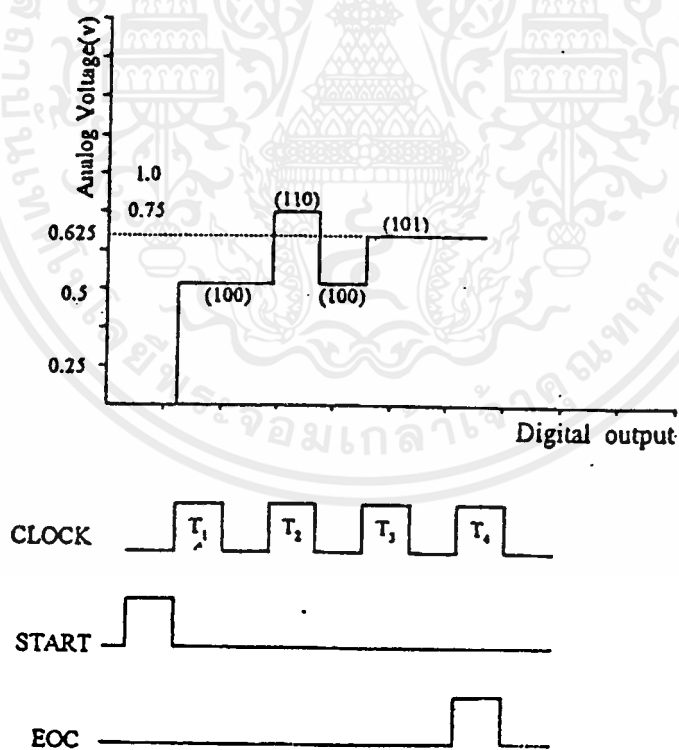 Analog Voltage(v)
1.0
(110)
0.75
(101)
0.625
0.5
(100)
(100)
0.25
Digital output
CLOCK
T₁
T₂
T₃
T₄
START
EOC